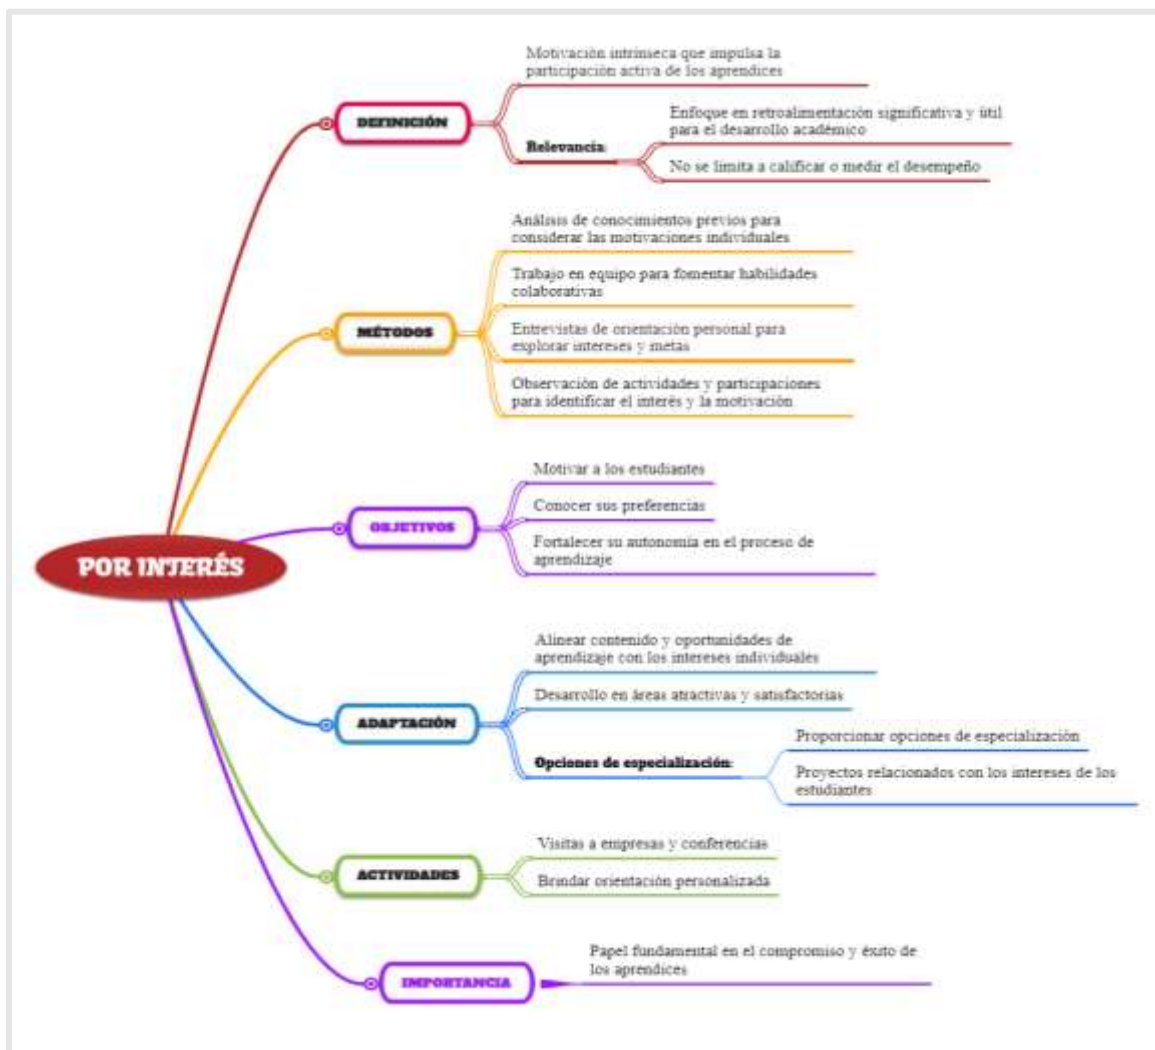 POR INTERÉS
DEFINICIÓN
Motivación intrínseca que impulsa la
participación activa de los aprendices
Relevancia:
Enfoque en retroalimentación significativa y útil
para el desarrollo académico
No se limita a calificar o medir el desempeño
MÉTODOS
Análisis de conocimientos previos para
considerar las motivaciones individuales
Trabajo en equipo para fomentar habilidades
colaborativas
Entrevistas de orientación personal para
explorar intereses y metas
Observación de actividades y participaciones
para identificar el interés y la motivación
OBJETIVOS
Motivar a los estudiantes
Conocer sus preferencias
Fortalecer su autonomía en el proceso de
aprendizaje
ADAPTACIÓN
Alinear contenido y oportunidades de
aprendizaje con los intereses individuales
Desarrollo en áreas atractivas y satisfactorias
Opciones de especialización:
Proporcionar opciones de especialización
Proyectos relacionados con los intereses de los
estudiantes
ACTIVIDADES
Visitas a empresas y conferencias
Brindar orientación personalizada
IMPORTANCIA
Papel fundamental en el compromiso y éxito de
los aprendices